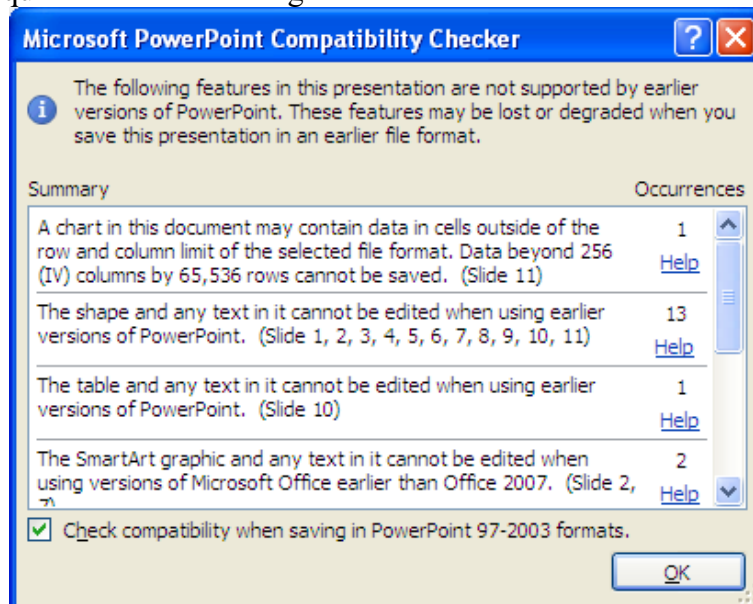 Microsoft PowerPoint Compatibility Checker
The following features in this presentation are not supported by earlier
versions of PowerPoint. These features may be lost or degraded when you
save this presentation in an earlier file format.
Summary Occurrences
A chart in this document may contain data in cells outside of the 1
row and column limit of the selected file format. Data beyond 256
(IV) columns by 65,536 rows cannot be saved. (Slide 11) Help
The shape and any text in it cannot be edited when using earlier 13
versions of PowerPoint. (Slide 1, 2, 3, 4, 5, 6, 7, 8, 9, 10, 11)
Help
The table and any text in it cannot be edited when using earlier 1
versions of PowerPoint. (Slide 10)
Help
The SmartArt graphic and any text in it cannot be edited when 2
using versions of Microsoft Office earlier than Office 2007. (Slide 2, Help
7)
Check compatibility when saving in PowerPoint 97-2003 formats.
OK